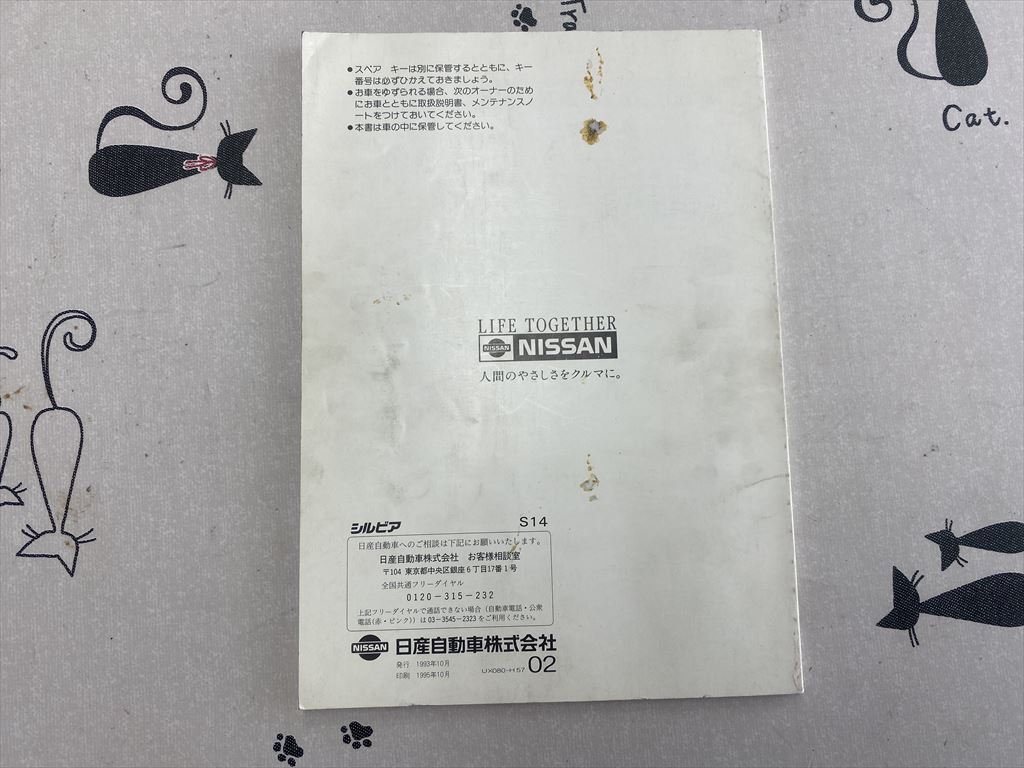 ●スペア　キーは別に保管するとともに、キー
番号は必ずひかえておきましょう。
●お車をゆずられる場合、次のオーナーのため
にお車とともに取扱説明書、メンテナンスノ
ートをつけておいてください。
●本書は車の中に保管してください。
Cat.
LIFE TOGETHER
NISSAN NISSAN
人間のやさしさをクルマに。
シルビア S14
日産自動車へのご相談は下記にお願いいたします。
日産自動車株式会社　お客様相談室
〒104 東京都中央区銀座6丁目17番1号
全国共通フリーダイヤル
0120-315-232
上記フリーダイヤルで通話できない場合（自動車電話・公衆
電話（赤・ピンク））は03-3545-2323をご利用ください。
NISSAN 日産自動車株式会社
発行　1993年10月
印刷　1995年10月 UX080-H157 02